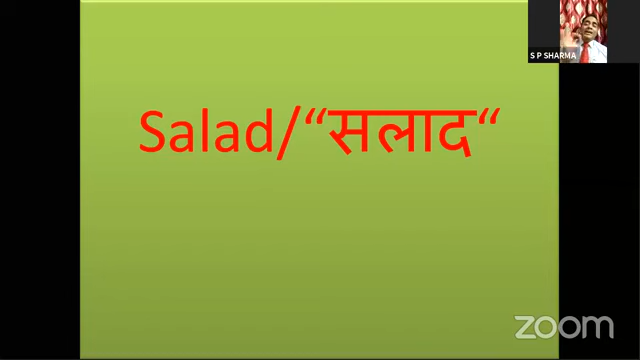 S P SHARMA
Salad/“सलाद“
zoom